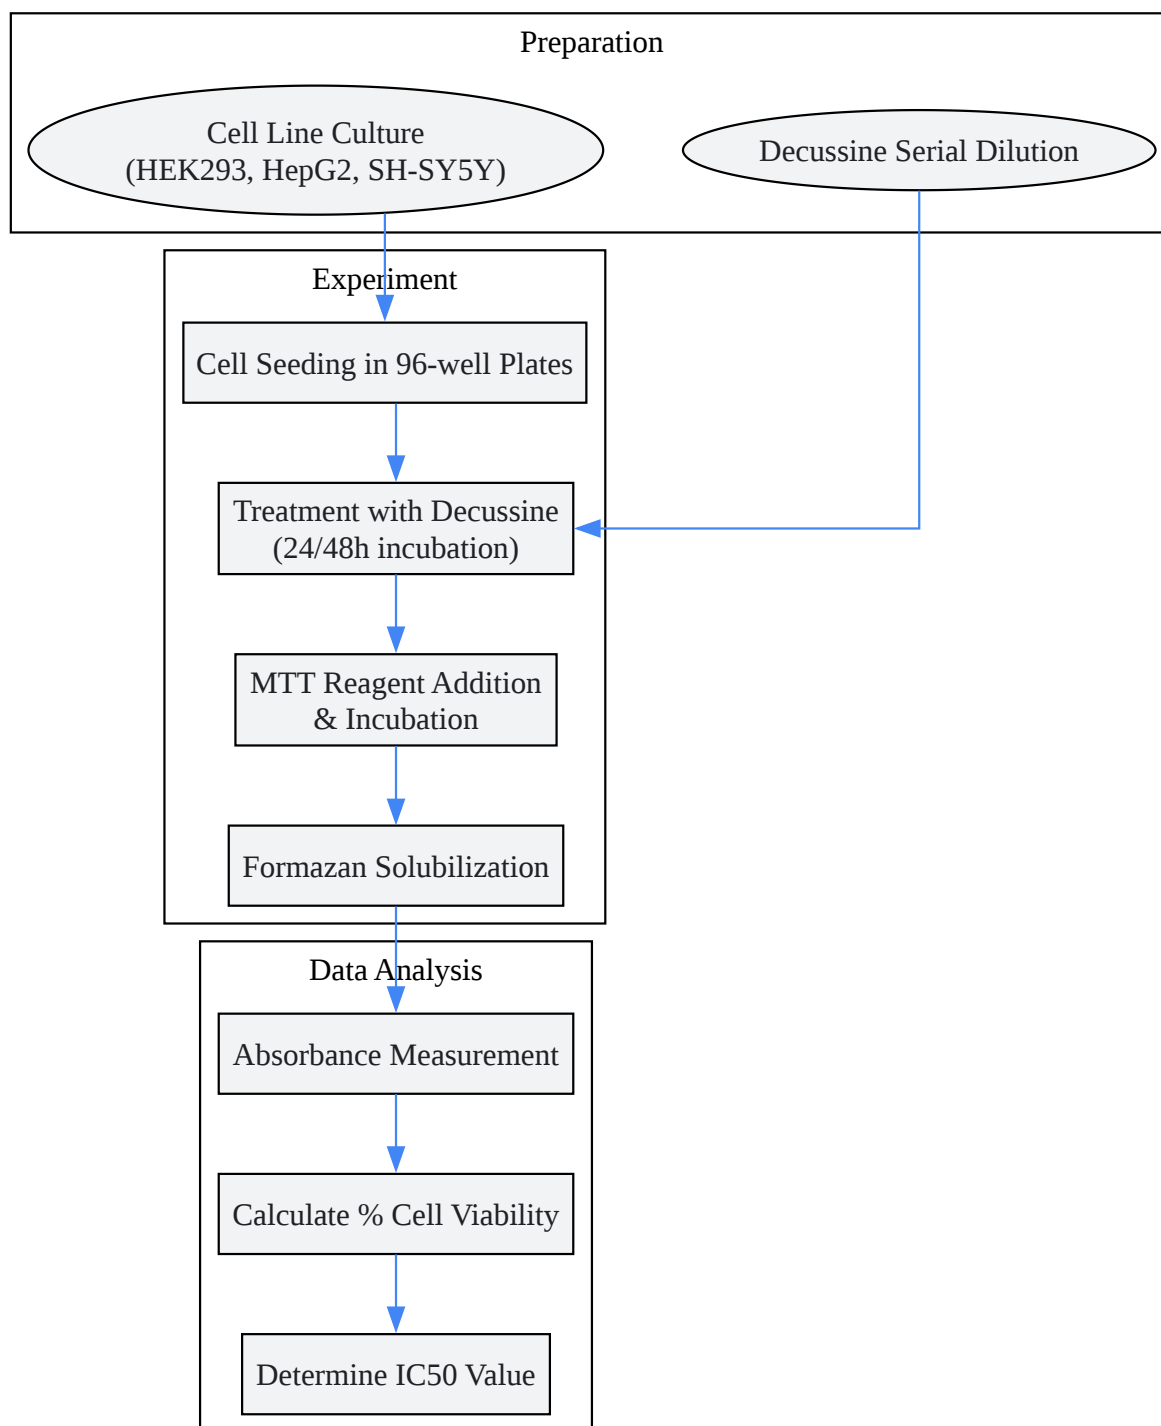 Preparation
Cell Line Culture
(HEK293, HepG2, SH-SY5Y)
Decussine Serial Dilution
Experiment
Cell Seeding in 96-well Plates
Treatment with Decussine
(24/48h incubation)
MTT Reagent Addition
& Incubation
Formazan Solubilization
Data Analysis
Absorbance Measurement
Calculate % Cell Viability
Determine IC50 Value